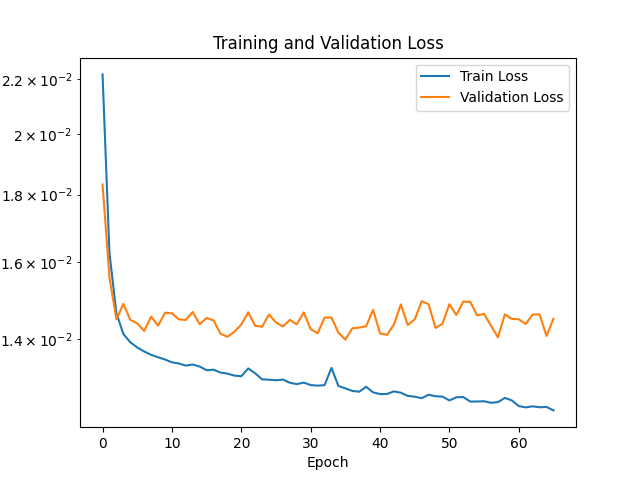 Training and Validation Loss
Train Loss
Validation Loss
2.2 × 10⁻²
2 × 10⁻²
1.8 × 10⁻²
1.6 × 10⁻²
1.4 × 10⁻²
0 10 20 30 40 50 60
Epoch